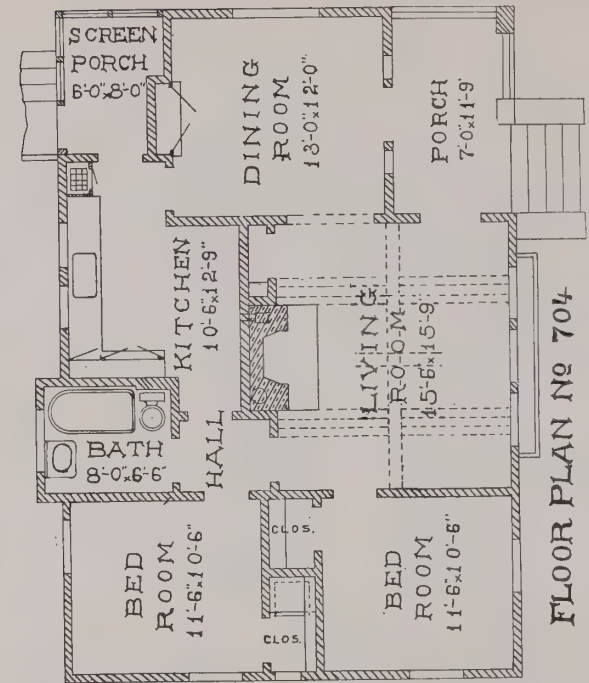 SCREEN
PORCH
6'-0"x8'-0"
DINING
ROOM
13'-0"x12'-0"
PORCH
7'-0x11'-9'
KITCHEN
10'-6"x12'-9"
LIVING
ROOM
15'-6"x15'-9'
BATH
8'-0"x6'-6"
HALL
BED
ROOM
11'-6"x10'-6"
CLOS.
CLOS.
BED
ROOM
11'-6"x10'-6"
FLOOR PLAN No 704